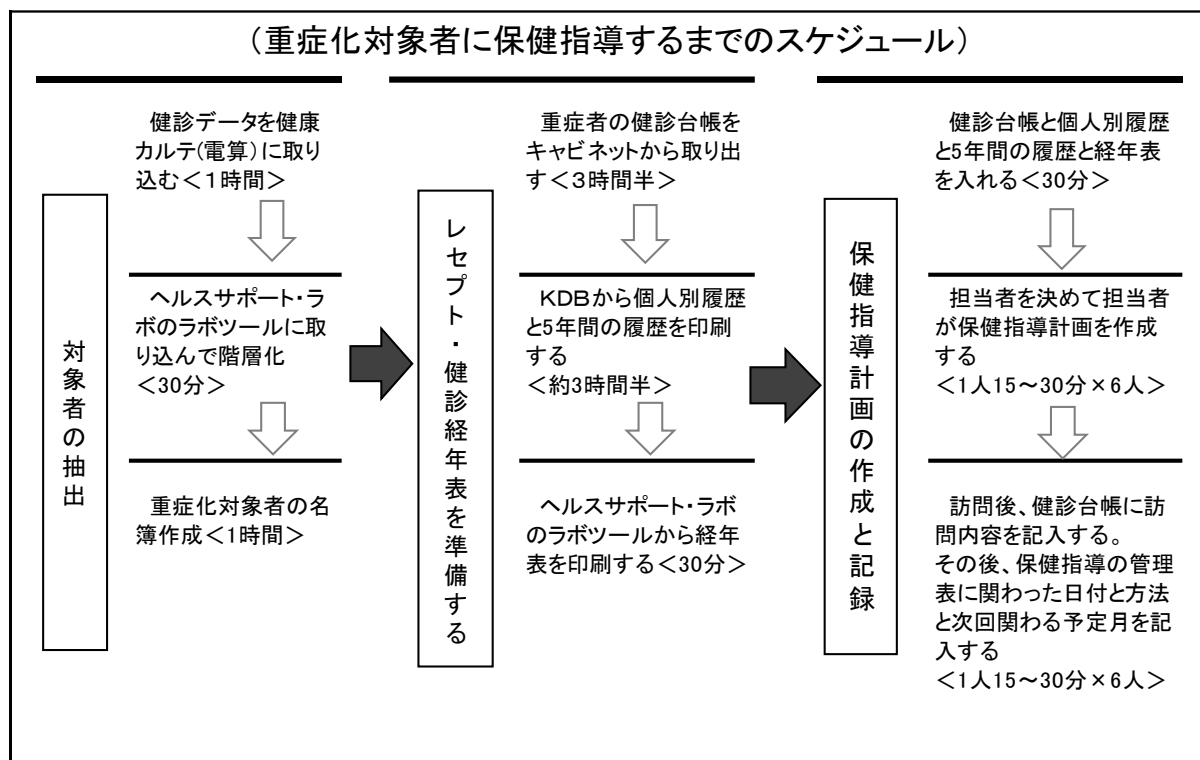 （重症化対象者に保健指導するまでのスケジュール）
対象者の抽出
健診データを健康
カルテ(電算）に取り
込む＜１時間＞
ヘルスサポート・ラ
ボのラボツールに取
り込んで階層化
＜30分＞
重症化対象者の名
簿作成＜1時間＞
レセプト・健診経年表を準備する
重症者の健診台帳を
キャビネットから取り出
す＜３時間半＞
ＫＤＢから個人別履歴
と5年間の履歴を印刷
する
＜約3時間半＞
ヘルスサポート・ラボ
のラボツールから経年
表を印刷する＜30分＞
保健指導計画の作成と記録
健診台帳と個人別履歴
と5年間の履歴と経年表
を入れる＜30分＞
担当者を決めて担当者
が保健指導計画を作成
する
＜1人15～30分×6人＞
訪問後、健診台帳に訪
問内容を記入する。
その後、保健指導の管理
表に関わった日付と方法
と次回関わる予定月を記
入する
＜1人15～30分×6人＞